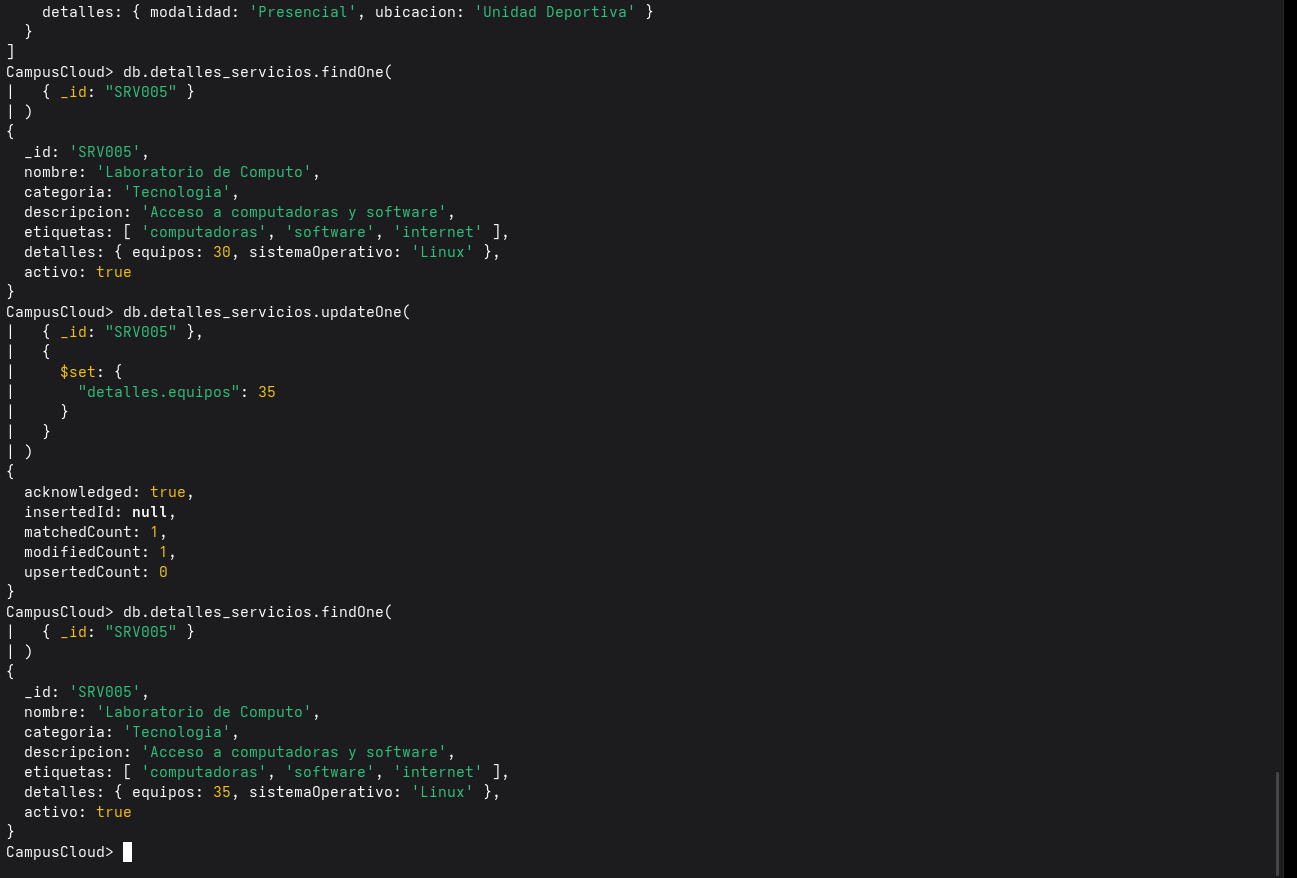 detalles: { modalidad: 'Presencial', ubicacion: 'Unidad Deportiva' }
  }
]
CampusCloud> db.detalles_servicios.findOne(
|   { _id: "SRV005" }
| )
{
  _id: 'SRV005',
  nombre: 'Laboratorio de Computo',
  categoria: 'Tecnologia',
  descripcion: 'Acceso a computadoras y software',
  etiquetas: [ 'computadoras', 'software', 'internet' ],
  detalles: { equipos: 30, sistemaOperativo: 'Linux' },
  activo: true
}
CampusCloud> db.detalles_servicios.updateOne(
|   { _id: "SRV005" },
|   {
|     $set: {
|       "detalles.equipos": 35
|     }
|   }
| )
{
  acknowledged: true,
  insertedId: null,
  matchedCount: 1,
  modifiedCount: 1,
  upsertedCount: 0
}
CampusCloud> db.detalles_servicios.findOne(
|   { _id: "SRV005" }
| )
{
  _id: 'SRV005',
  nombre: 'Laboratorio de Computo',
  categoria: 'Tecnologia',
  descripcion: 'Acceso a computadoras y software',
  etiquetas: [ 'computadoras', 'software', 'internet' ],
  detalles: { equipos: 35, sistemaOperativo: 'Linux' },
  activo: true
}
CampusCloud>